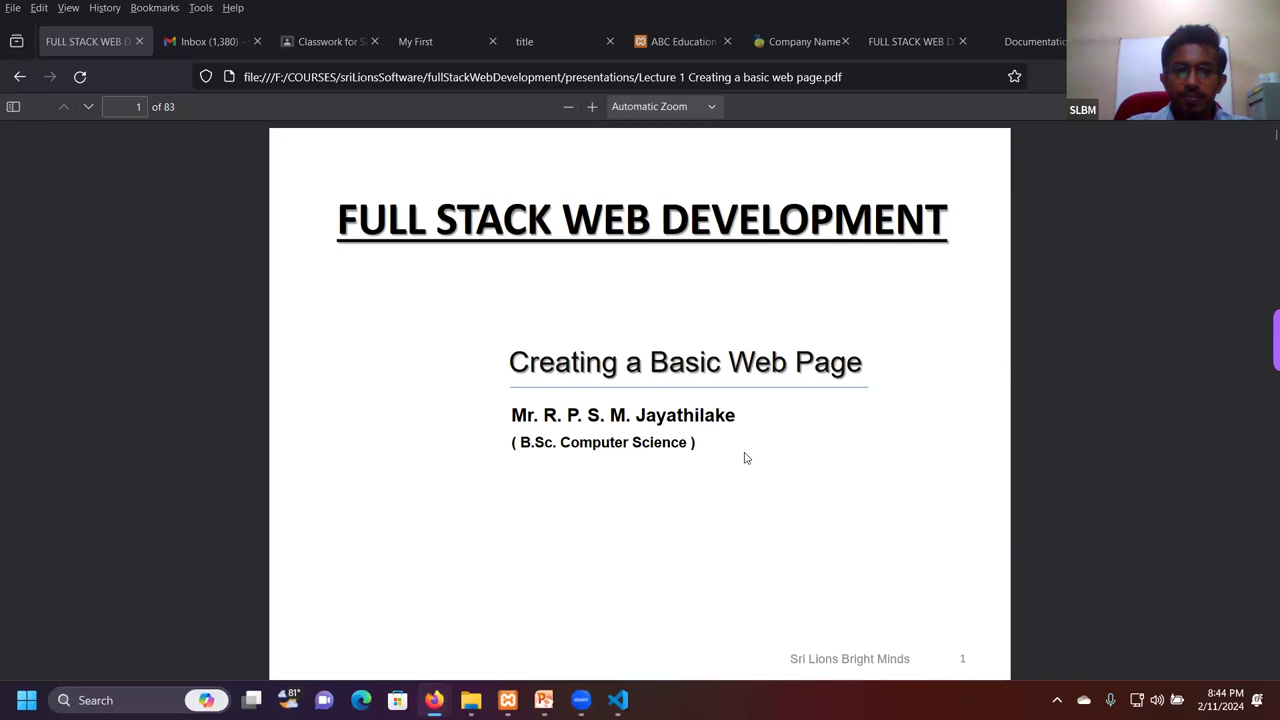 File Edit View History Bookmarks Tools Help
FULL STACK WEB D
Inbox (1,380) -
Classwork for S
My First
title
ABC Education
Company Name
FULL STACK WEB D
Documentati
file:///F:/COURSES/sriLionsSoftware/fullStackWebDevelopment/presentations/Lecture 1 Creating a basic web page.pdf
1 of 83
Automatic Zoom
SLBM
FULL STACK WEB DEVELOPMENT
Creating a Basic Web Page
Mr. R. P. S. M. Jayathilake
( B.Sc. Computer Science )
Sri Lions Bright Minds 1
Search
81°
zoom
8:44 PM
2/11/2024